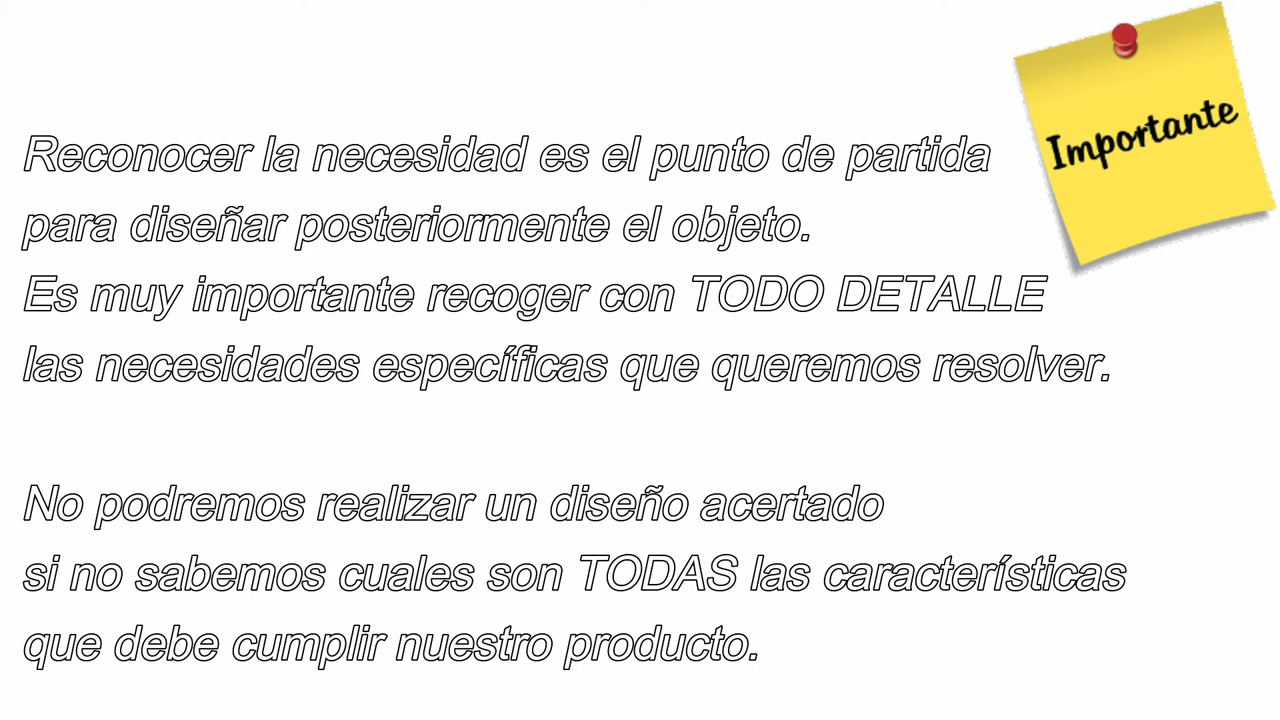 Importante
Reconocer la necesidad es el punto de partida
para diseñar posteriormente el objeto.
Es muy importante recoger con TODO DETALLE
las necesidades específicas que queremos resolver.
No podremos realizar un diseño acertado
si no sabemos cuales son TODAS las características
que debe cumplir nuestro producto.